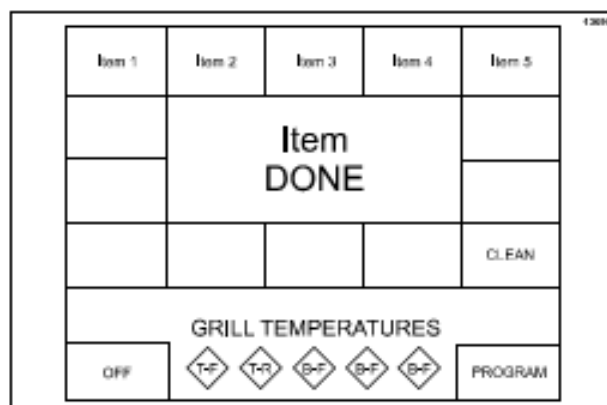 Item 1 Item 2 Item 3 Item 4 Item 5
Item
DONE
CLEAN
GRILL TEMPERATURES
OFF T-F T-R B-F B-F B-F PROGRAM